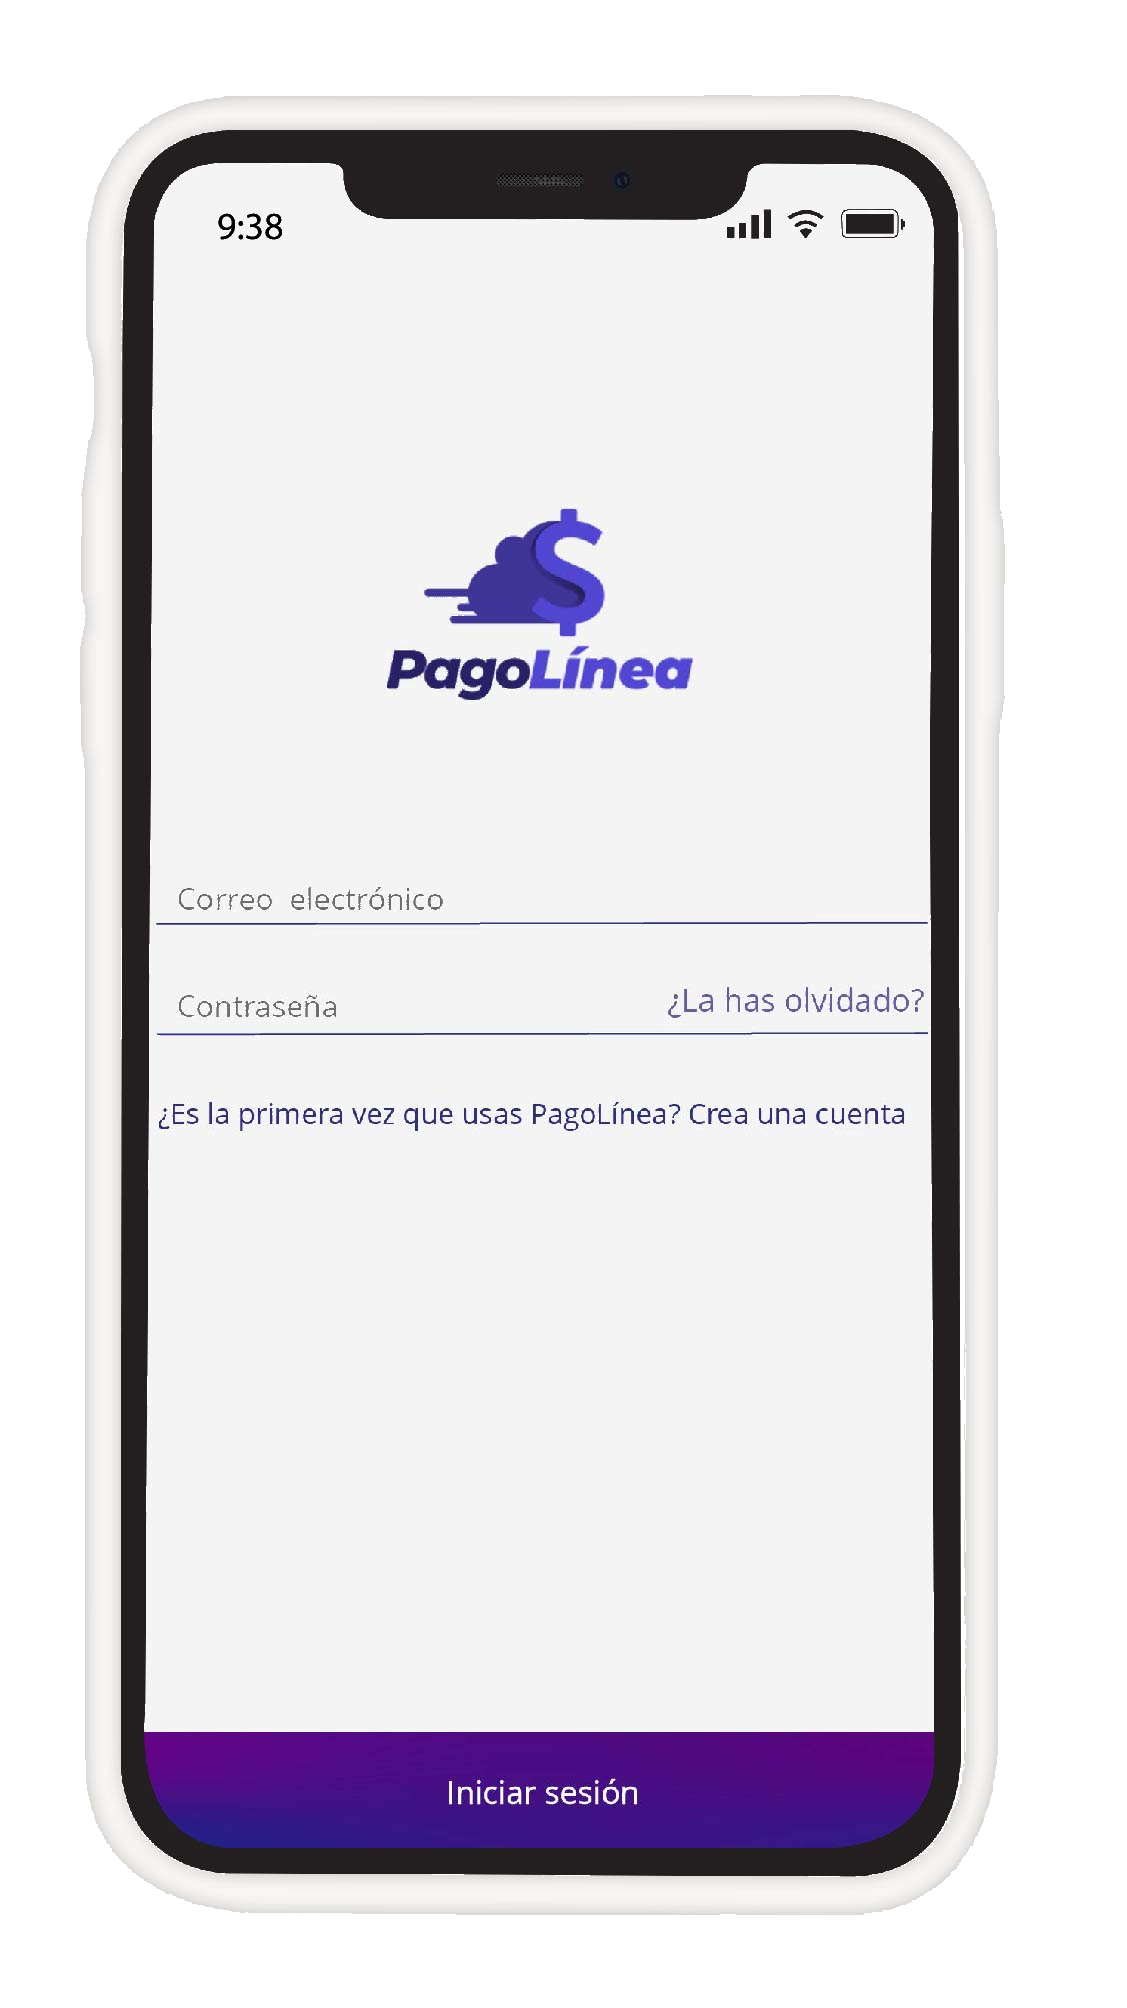 9:38
PagoLínea
Correo electrónico
Contraseña ¿La has olvidado?
¿Es la primera vez que usas PagoLínea? Crea una cuenta
Iniciar sesión